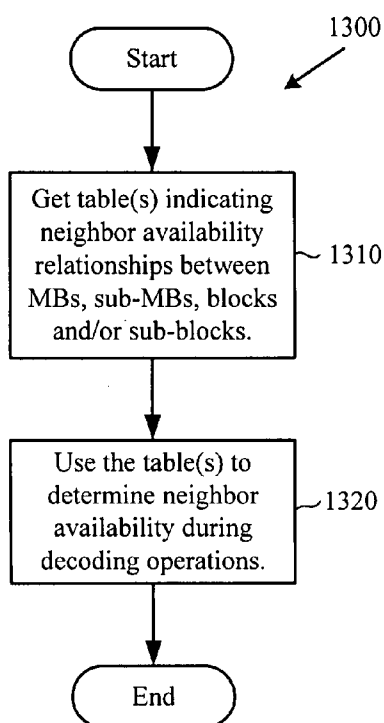 1300
Start
Get table(s) indicating
neighbor availability
relationships between
MBs, sub-MBs, blocks
and/or sub-blocks.
1310
Use the table(s) to
determine neighbor
availability during
decoding operations.
1320
End